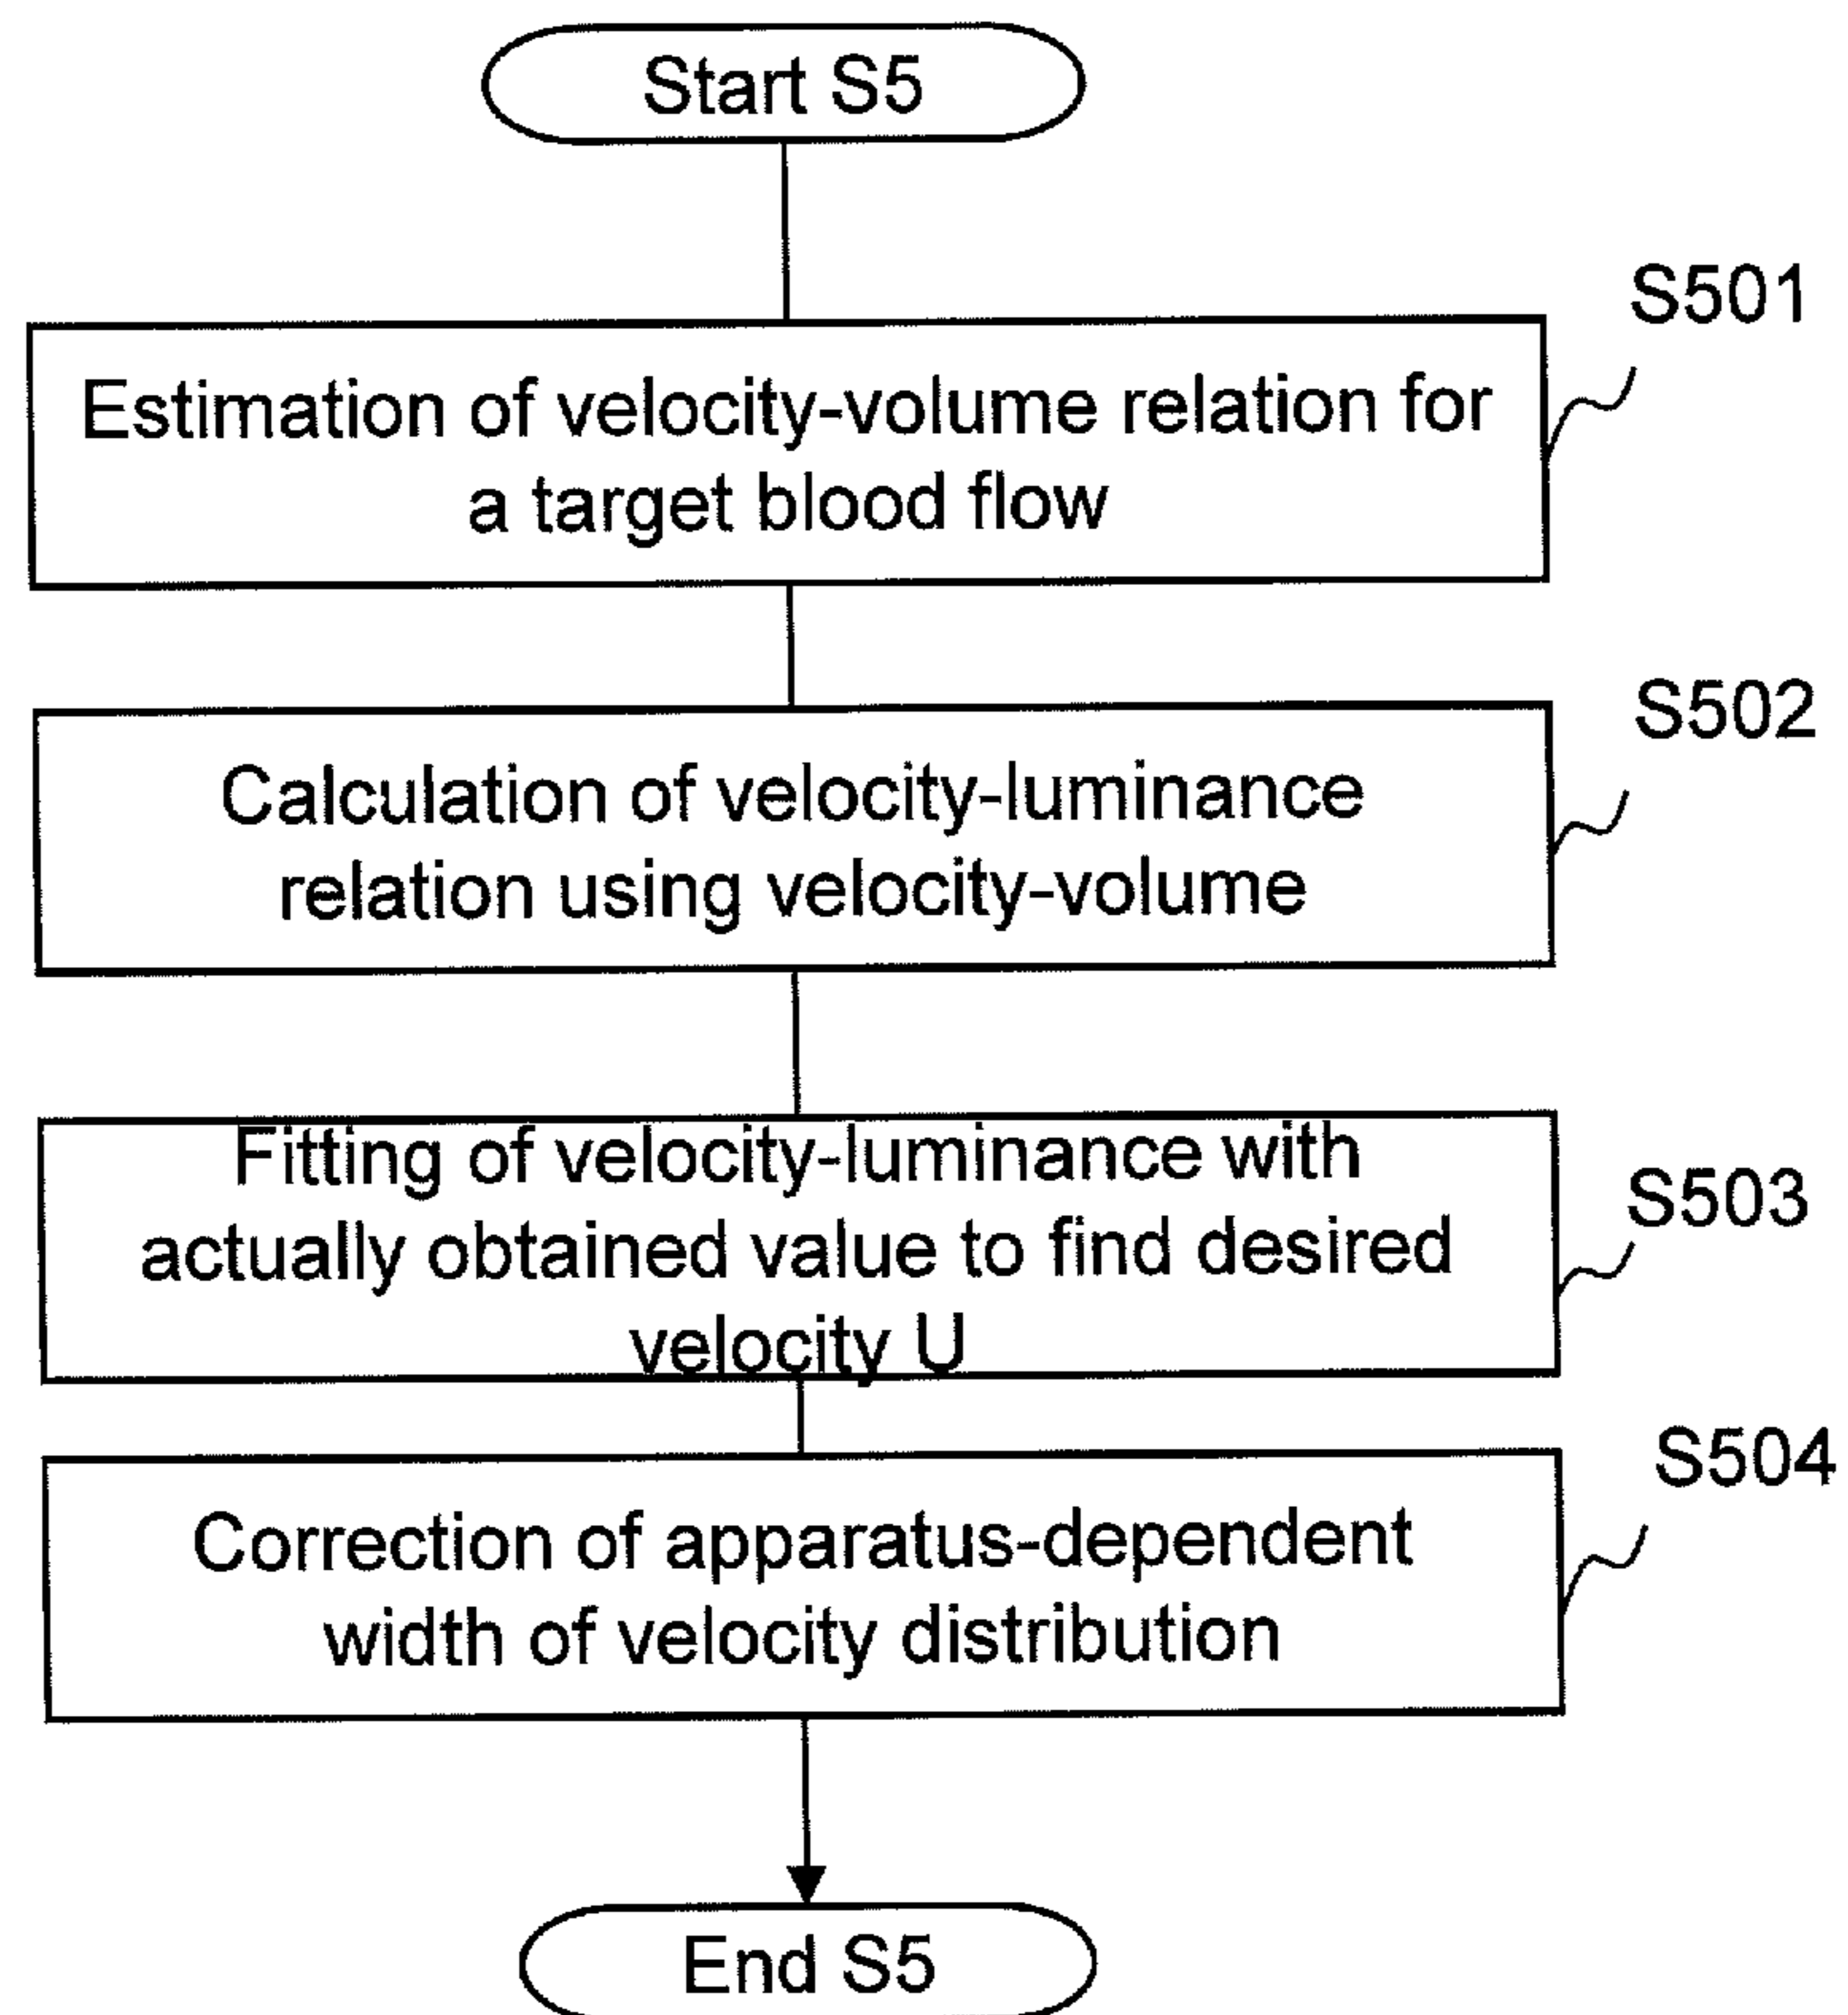 Start S5
S501
Estimation of velocity-volume relation for
a target blood flow
S502
Calculation of velocity-luminance
relation using velocity-volume
Fitting of velocity-luminance with
S503
actually obtained value to find desired
velocity U
S504
Correction of apparatus-dependent
width of velocity distribution
End S5